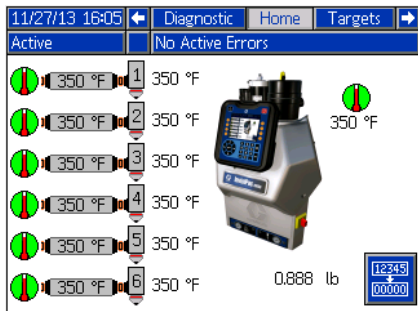 11/27/13 16:05 Diagnostic Home Targets
Active No Active Errors
350 °F 1 350 °F
350 °F 2 350 °F
350 °F 3 350 °F
350 °F 4 350 °F
350 °F 5 350 °F
350 °F 6 350 °F
350 °F
InvisiPac
0.888 lb
12345
00000